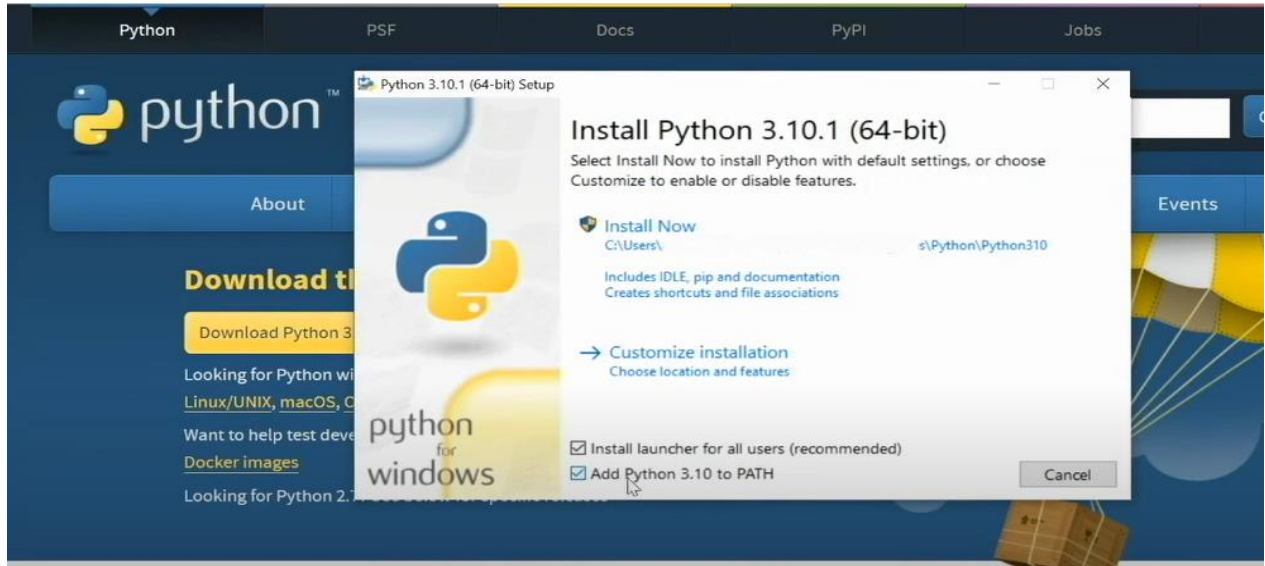 Python
PSF
Docs
PyPI
Jobs
python™
Python 3.10.1 (64-bit) Setup
Install Python 3.10.1 (64-bit)
Select Install Now to install Python with default settings, or choose
Customize to enable or disable features.
Install Now
C:\Users\ s\Python\Python310
Includes IDLE, pip and documentation
Creates shortcuts and file associations
Customize installation
Choose location and features
Install launcher for all users (recommended)
Add Python 3.10 to PATH
Cancel
python
for
windows
About
Events
Download
Download Python 3
Looking for Python
Linux/UNIX, macOS,
Want to help test
Docker images
Looking for Python 2.